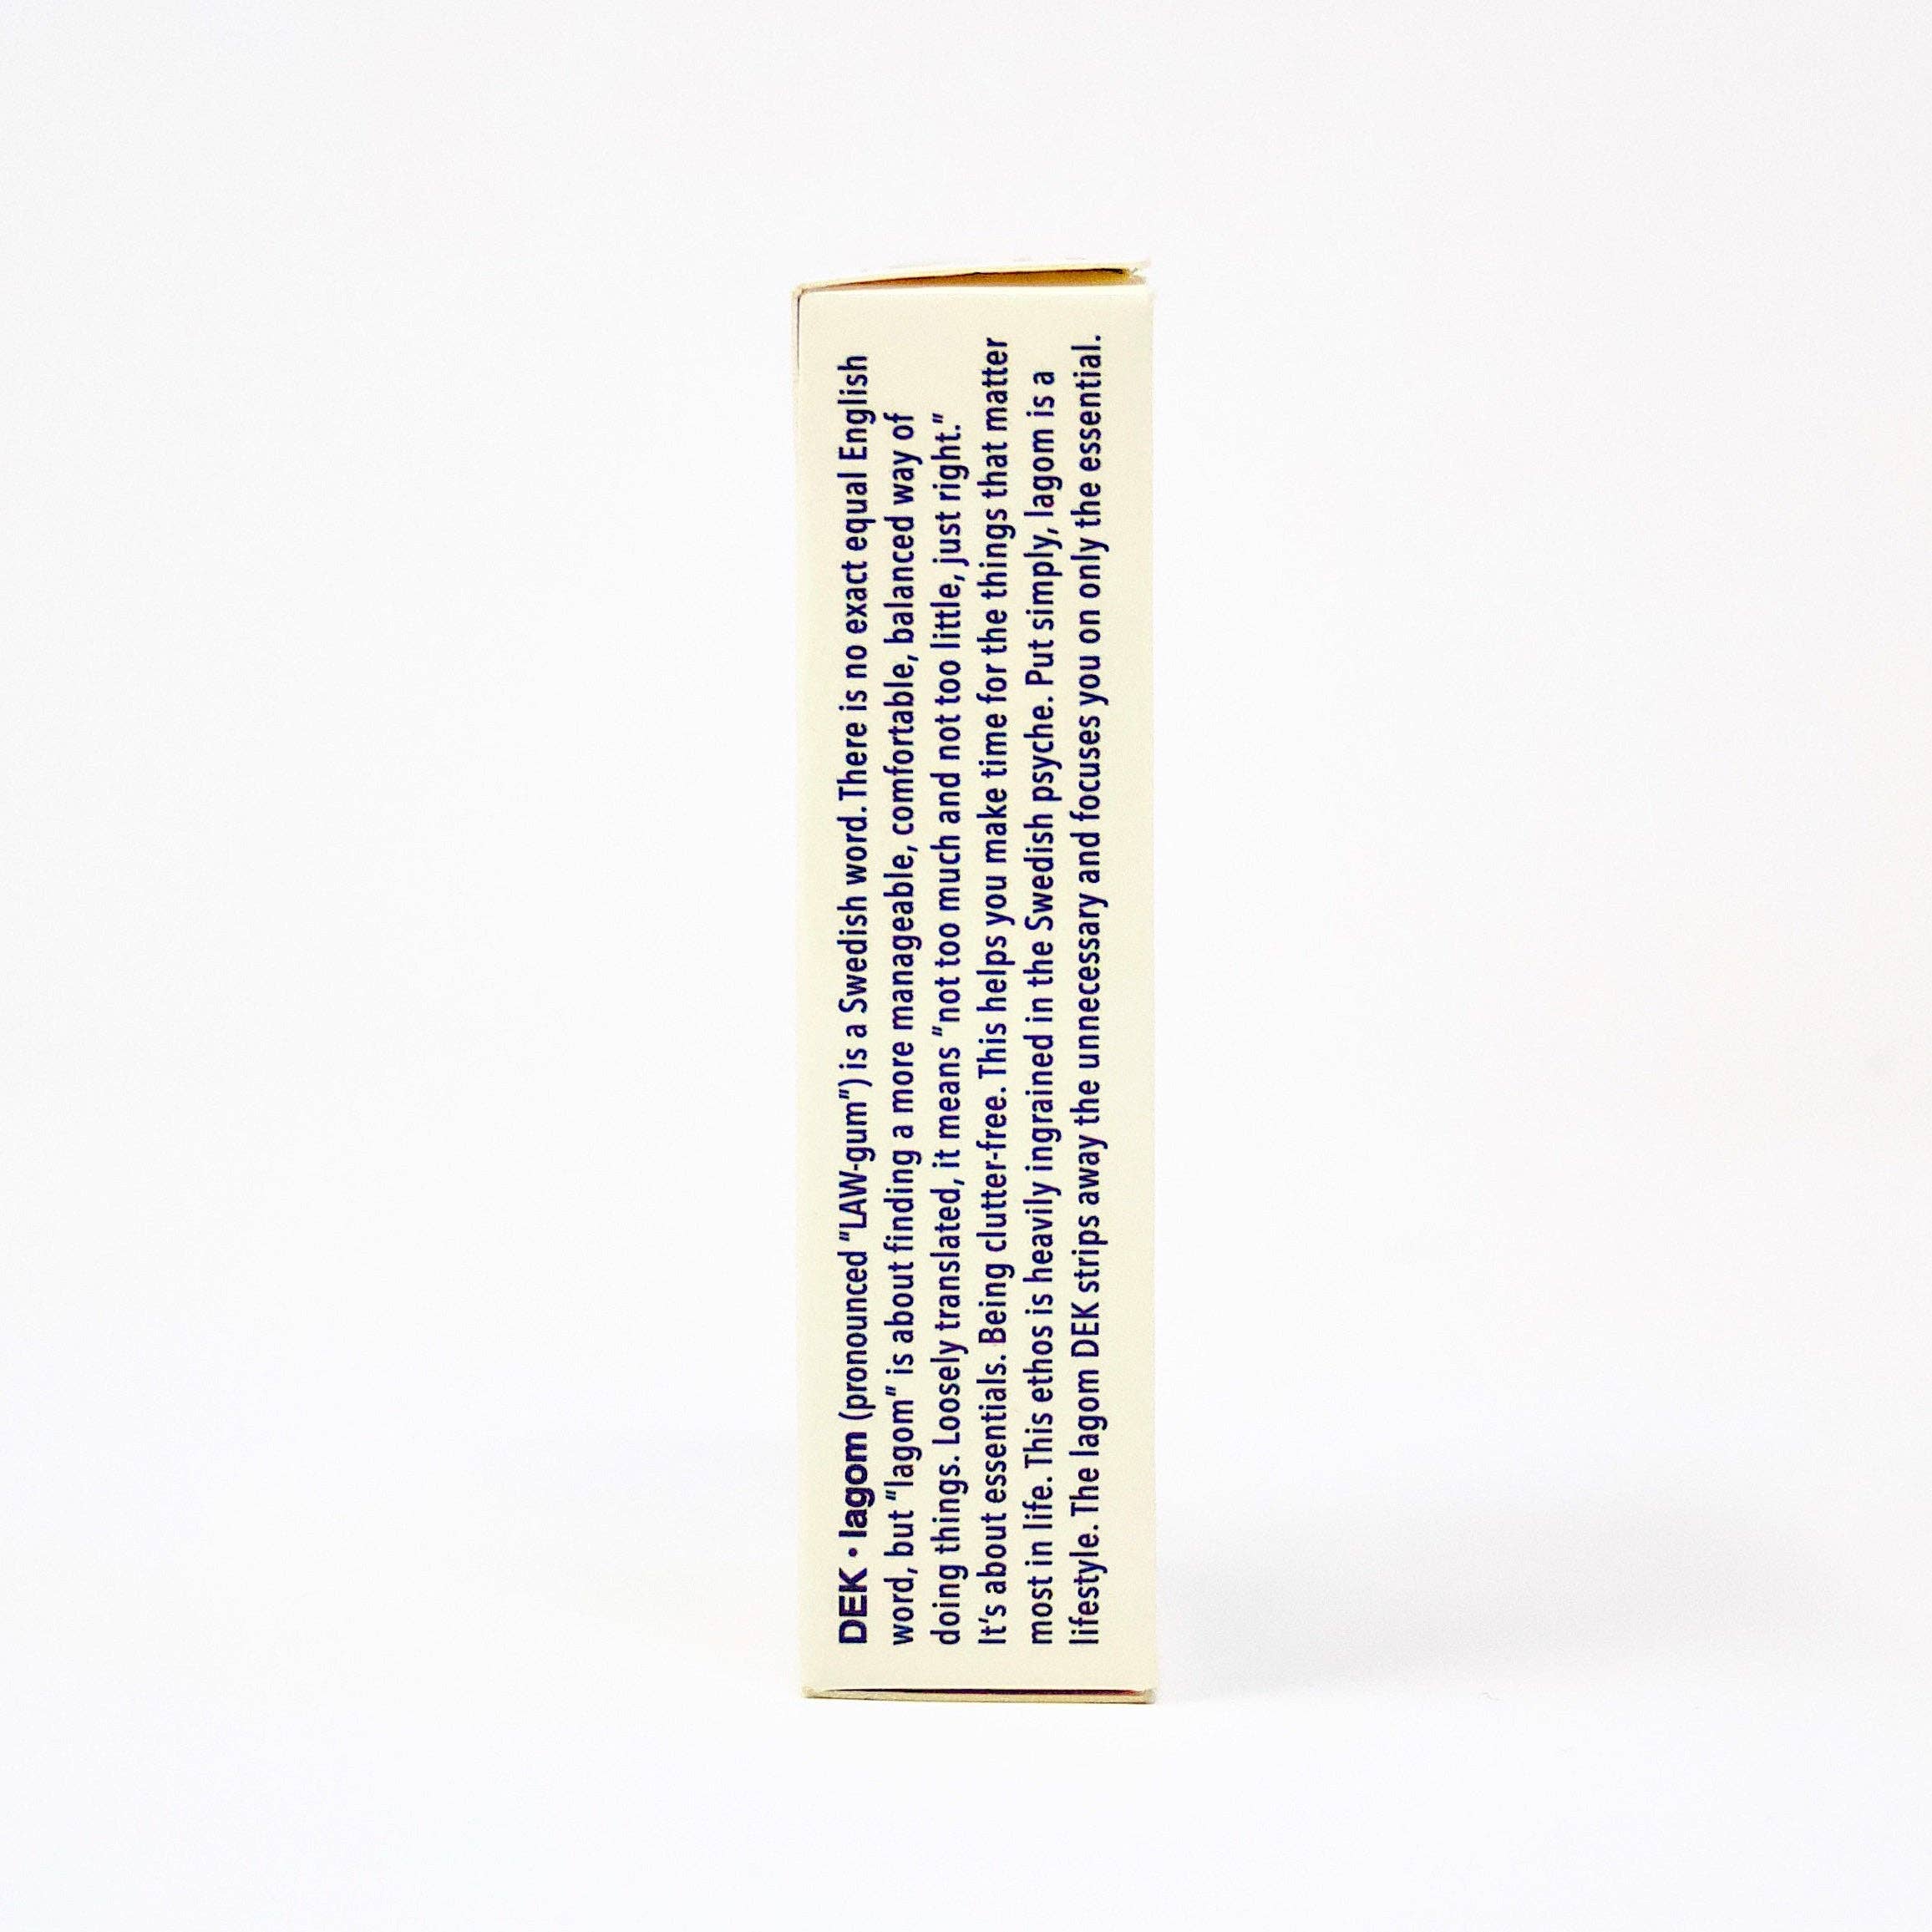 DEK • lagom (pronounced "LAW-gum") is a Swedish word. There is no exact equal English
word, but "lagom" is about finding a more manageable, comfortable, balanced way of
doing things. Loosely translated, it means "not too much and not too little, just right."
It's about essentials. Being clutter-free. This helps you make time for the things that matter
most in life. This ethos is heavily ingrained in the Swedish psyche. Put simply, lagom is a
lifestyle. The lagom DEK strips away the unnecessary and focuses you on only the essential.